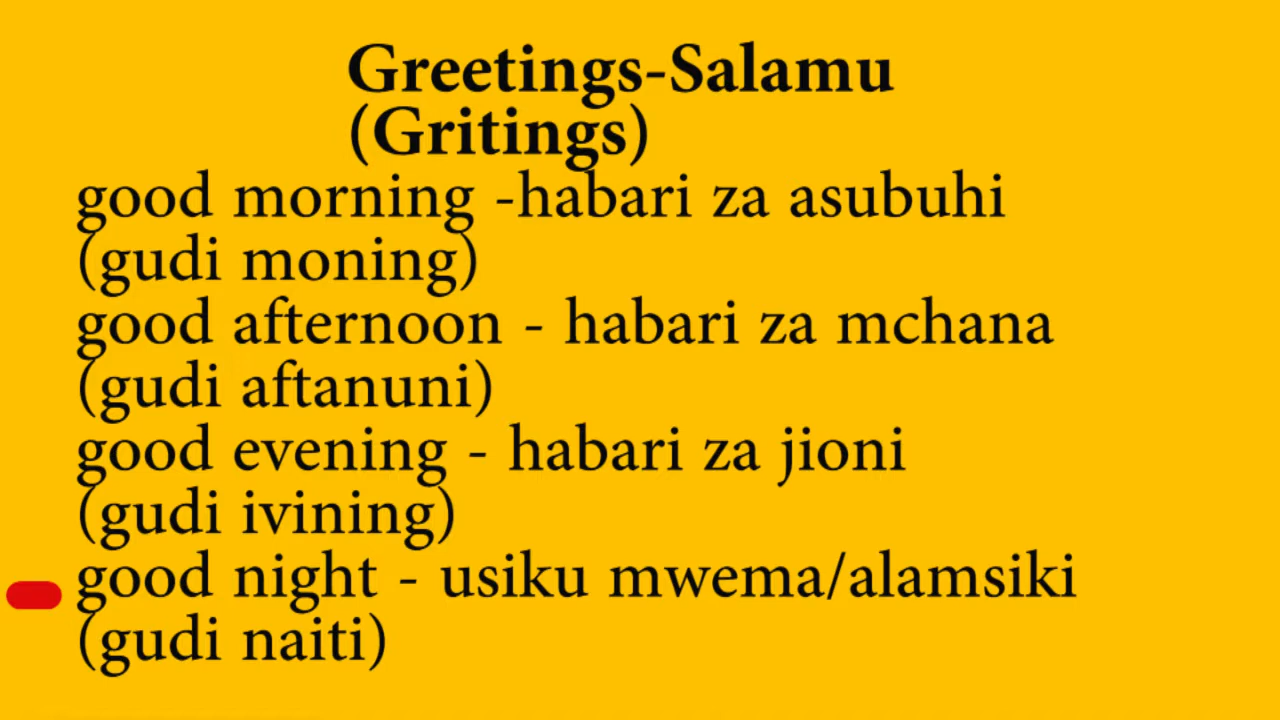 Greetings-Salamu
(Gritings)
good morning -habari za asubuhi
(gudi moning)
good afternoon - habari za mchana
(gudi aftanuni)
good evening - habari za jioni
(gudi ivining)
good night - usiku mwema/alamsiki
(gudi naiti)